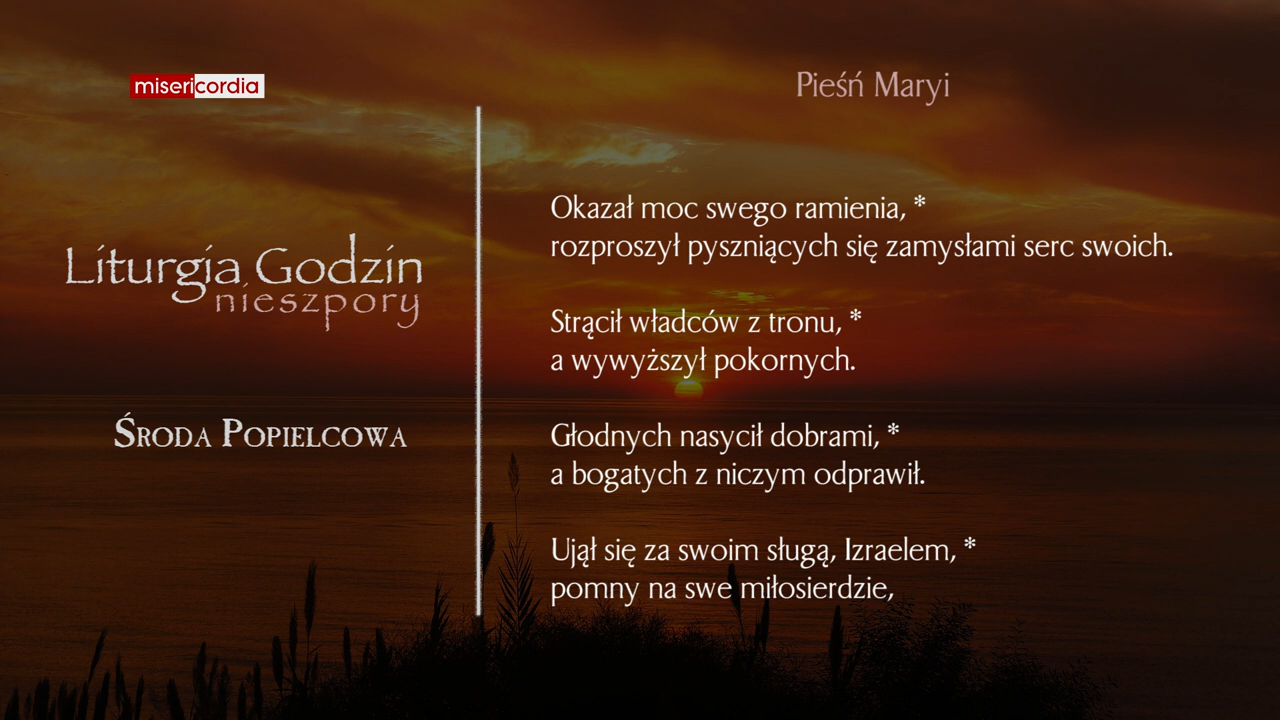 misericordia
Liturgia Godzin
nieszpory
Środa Popielcowa
Pieśń Maryi
Okazał moc swego ramienia, *
rozproszył pyszniących się zamysłami serc swoich.
Strącił władców z tronu, *
a wywyższył pokornych.
Głodnych nasycił dobrami, *
a bogatych z niczym odprawił.
Ujął się za swoim sługą, Izraelem, *
pomny na swe miłosierdzie,